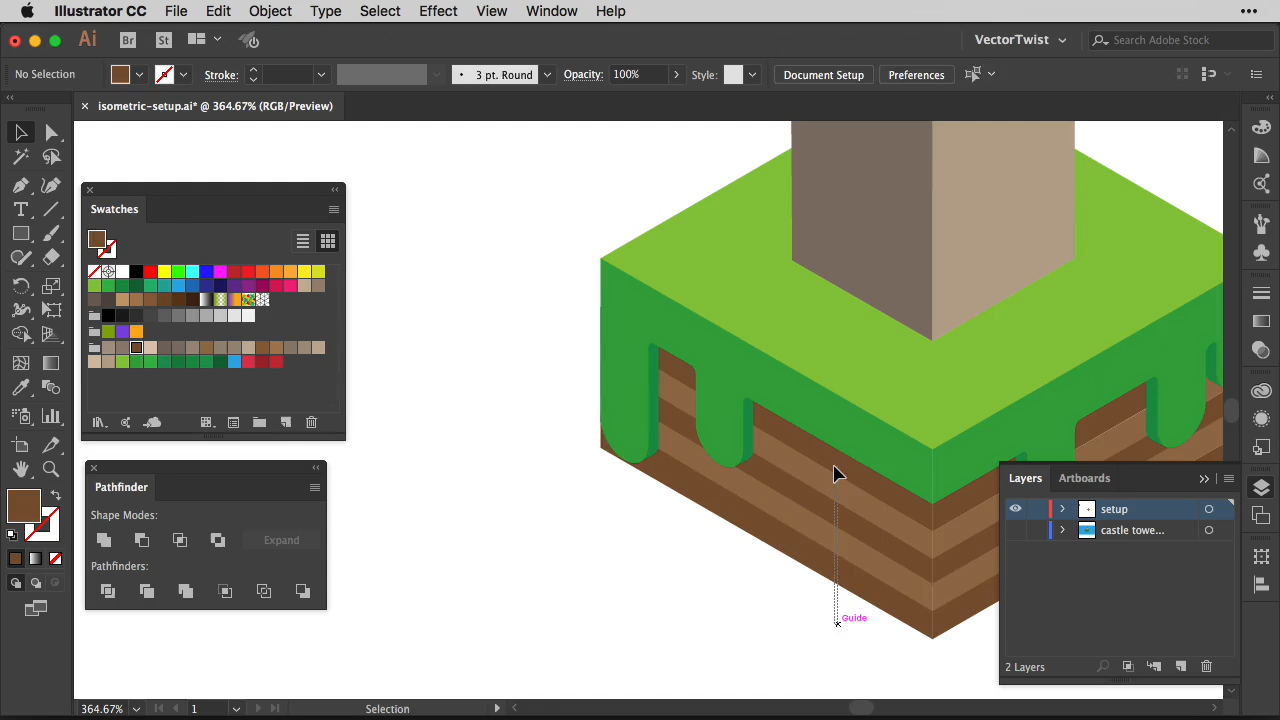 Illustrator CC File Edit Object Type Select Effect View Window Help
Ai Br St VectorTwist Search Adobe Stock
No Selection Stroke: 3 pt. Round Opacity: 100% Style: Document Setup Preferences
isometric-setup.ai* @ 364.67% (RGB/Preview)
Swatches
Pathfinder
Shape Modes:
Expand
Pathfinders:
Guide
Layers Artboards
setup
castle towe...
2 Layers
364.67% 1 Selection